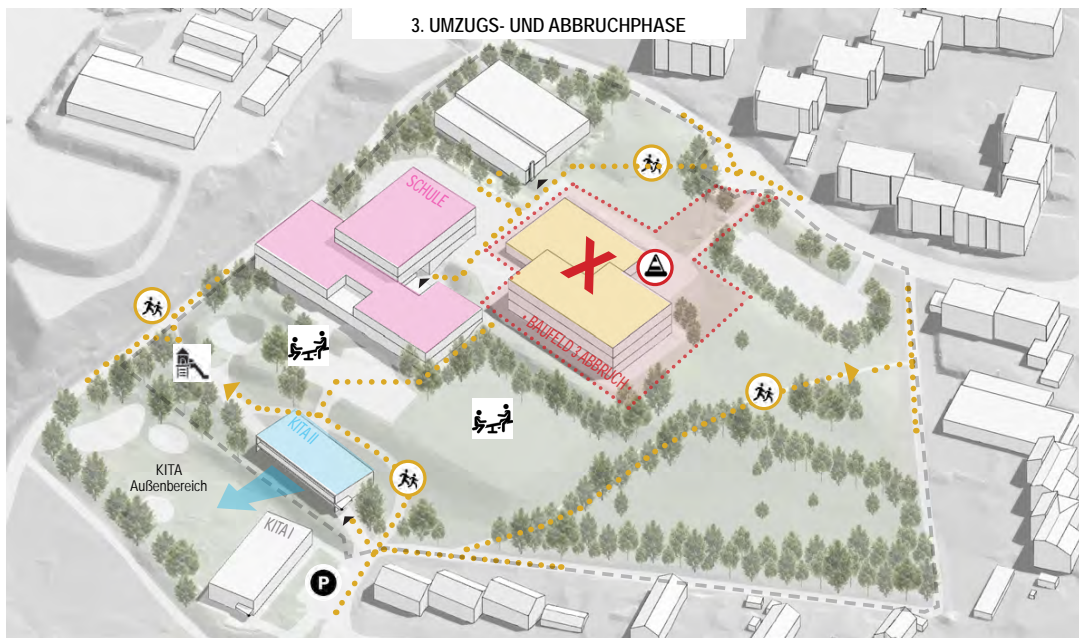 3. UMZUGS- UND ABBRUCHPHASE
SCHULE
BAUFELD 3 ABBRUCH
KITA II
KITA
Außenbereich
KITA I
P